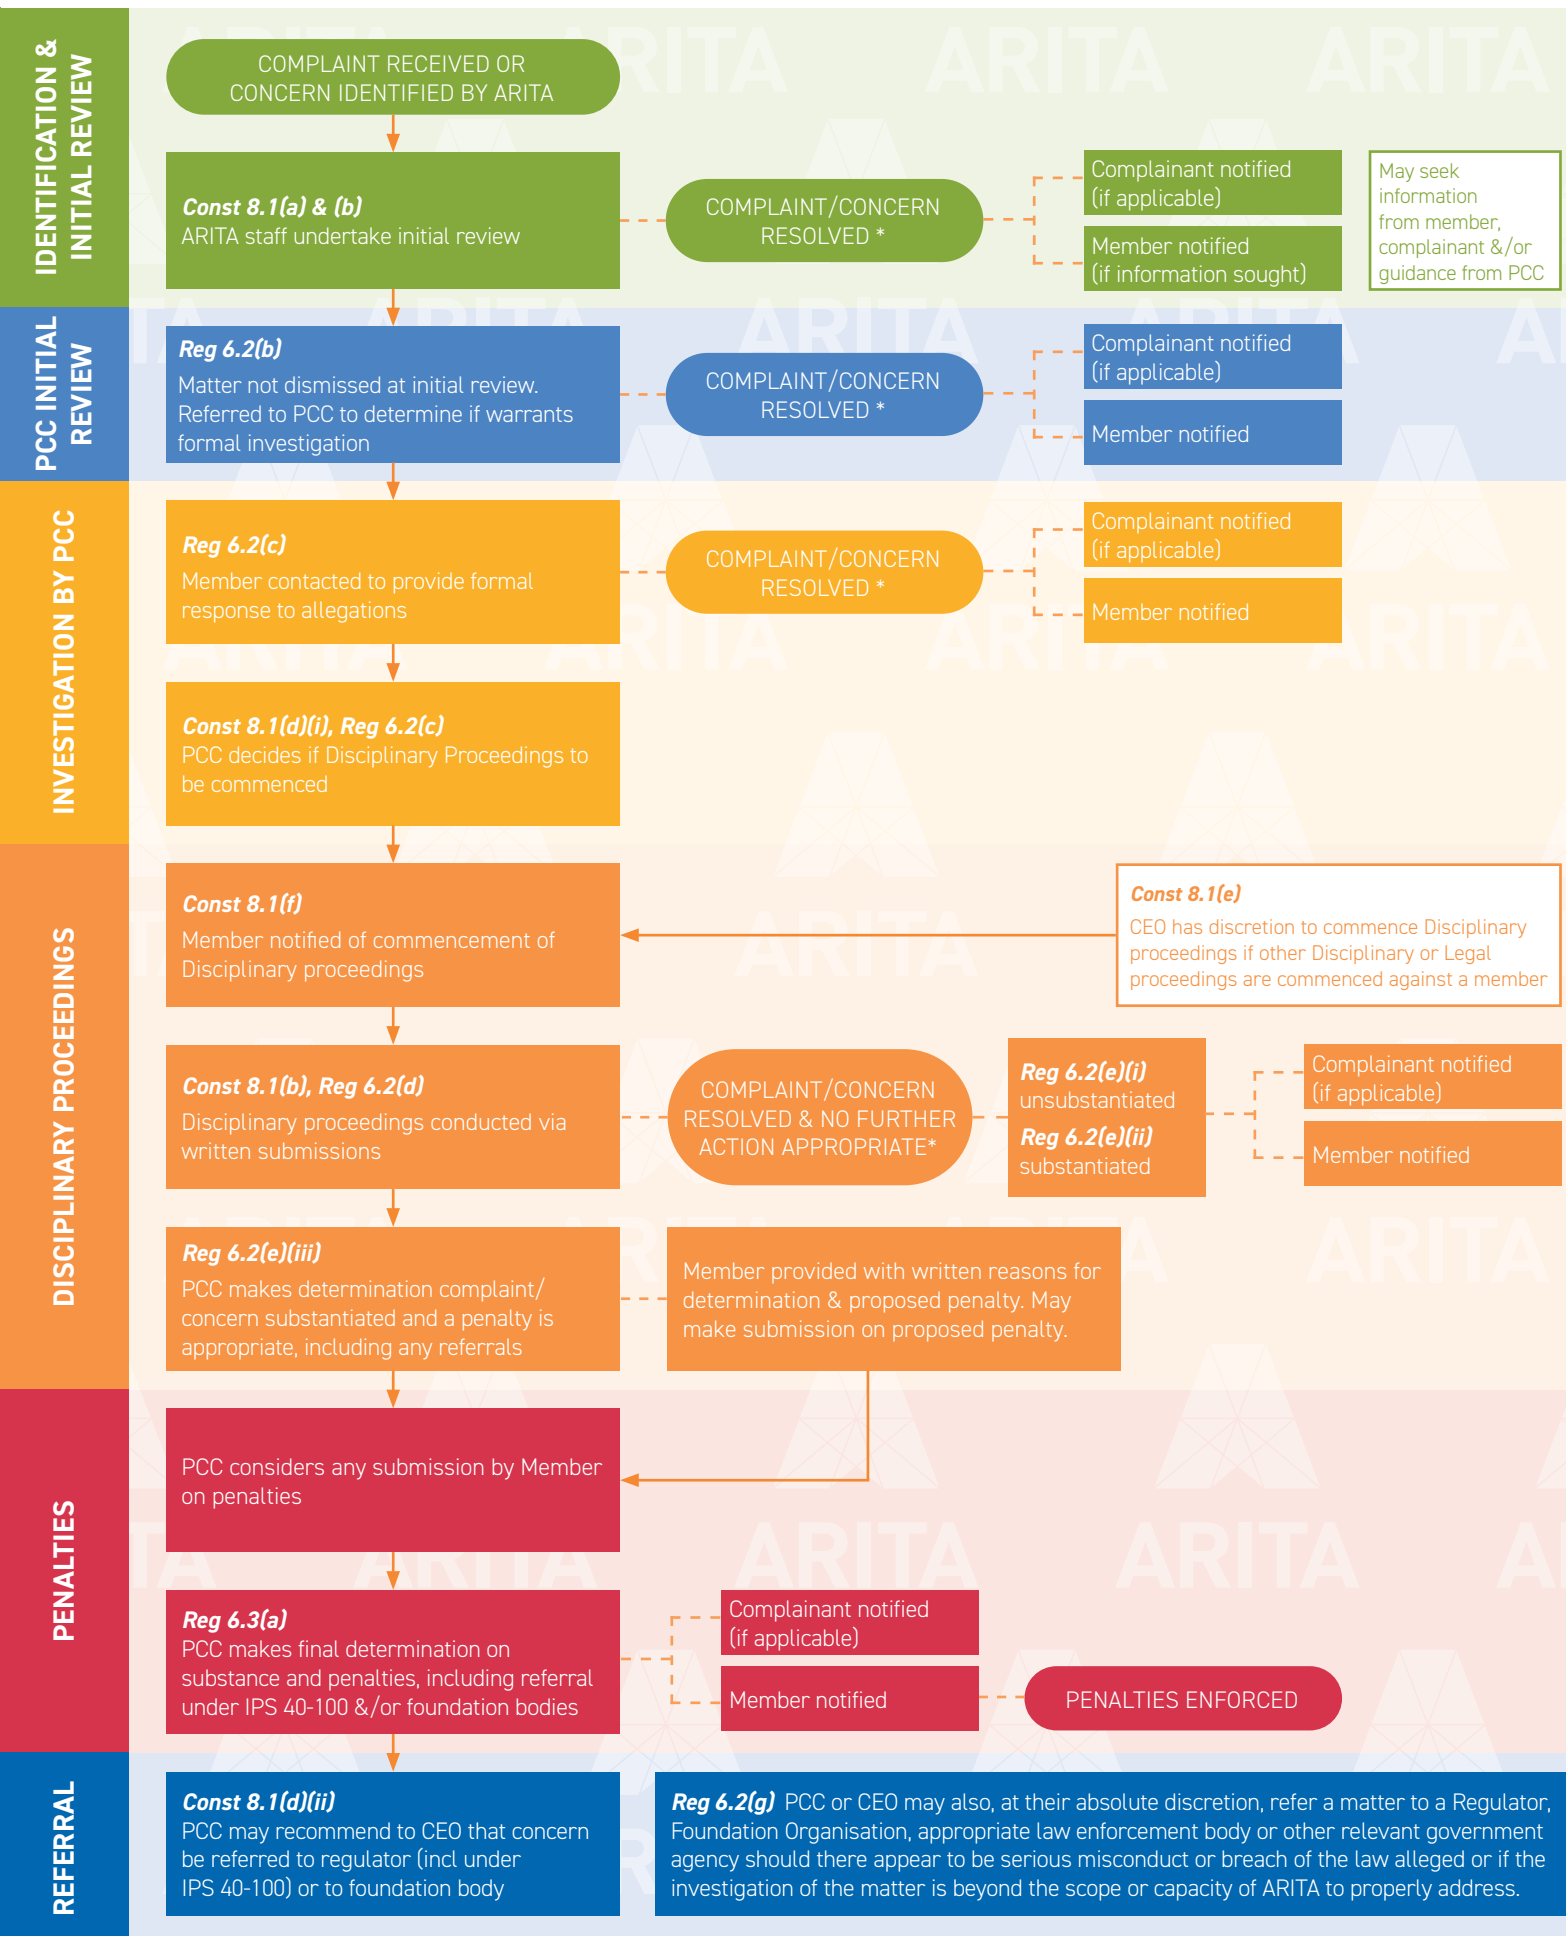 IDENTIFICATION &
INITIAL REVIEW
COMPLAINT RECEIVED OR
CONCERN IDENTIFIED BY ARITA
Const 8.1(a) & (b)
ARITA staff undertake initial review
COMPLAINT/CONCERN
RESOLVED *
Complainant notified
(if applicable)
Member notified
(if information sought)
May seek
information
from member,
complainant &/or
guidance from PCC
PCC INITIAL
REVIEW
Reg 6.2(b)
Matter not dismissed at initial review.
Referred to PCC to determine if warrants
formal investigation
COMPLAINT/CONCERN
RESOLVED *
Complainant notified
(if applicable)
Member notified
INVESTIGATION BY PCC
Reg 6.2(c)
Member contacted to provide formal
response to allegations
COMPLAINT/CONCERN
RESOLVED *
Complainant notified
(if applicable)
Member notified
Const 8.1(d)(i), Reg 6.2(c)
PCC decides if Disciplinary Proceedings to
be commenced
DISCIPLINARY PROCEEDINGS
Const 8.1(f)
Member notified of commencement of
Disciplinary proceedings
Const 8.1(e)
CEO has discretion to commence Disciplinary
proceedings if other Disciplinary or Legal
proceedings are commenced against a member
Const 8.1(b), Reg 6.2(d)
Disciplinary proceedings conducted via
written submissions
COMPLAINT/CONCERN
RESOLVED & NO FURTHER
ACTION APPROPRIATE*
Reg 6.2(e)(i)
unsubstantiated
Reg 6.2(e)(ii)
substantiated
Complainant notified
(if applicable)
Member notified
Reg 6.2(e)(iii)
PCC makes determination complaint/
concern substantiated and a penalty is
appropriate, including any referrals
Member provided with written reasons for
determination & proposed penalty. May
make submission on proposed penalty.
PENALTIES
PCC considers any submission by Member
on penalties
Reg 6.3(a)
PCC makes final determination on
substance and penalties, including referral
under IPS 40-100 &/or foundation bodies
Complainant notified
(if applicable)
Member notified
PENALTIES ENFORCED
REFERRAL
Const 8.1(d)(ii)
PCC may recommend to CEO that concern
be referred to regulator (incl under
IPS 40-100) or to foundation body
Reg 6.2(g) PCC or CEO may also, at their absolute discretion, refer a matter to a Regulator,
Foundation Organisation, appropriate law enforcement body or other relevant government
agency should there appear to be serious misconduct or breach of the law alleged or if the
investigation of the matter is beyond the scope or capacity of ARITA to properly address.